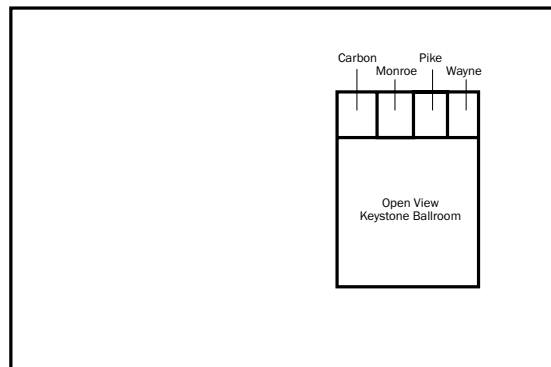 Carbon
Pike
Monroe
Wayne
Open View
Keystone Ballroom